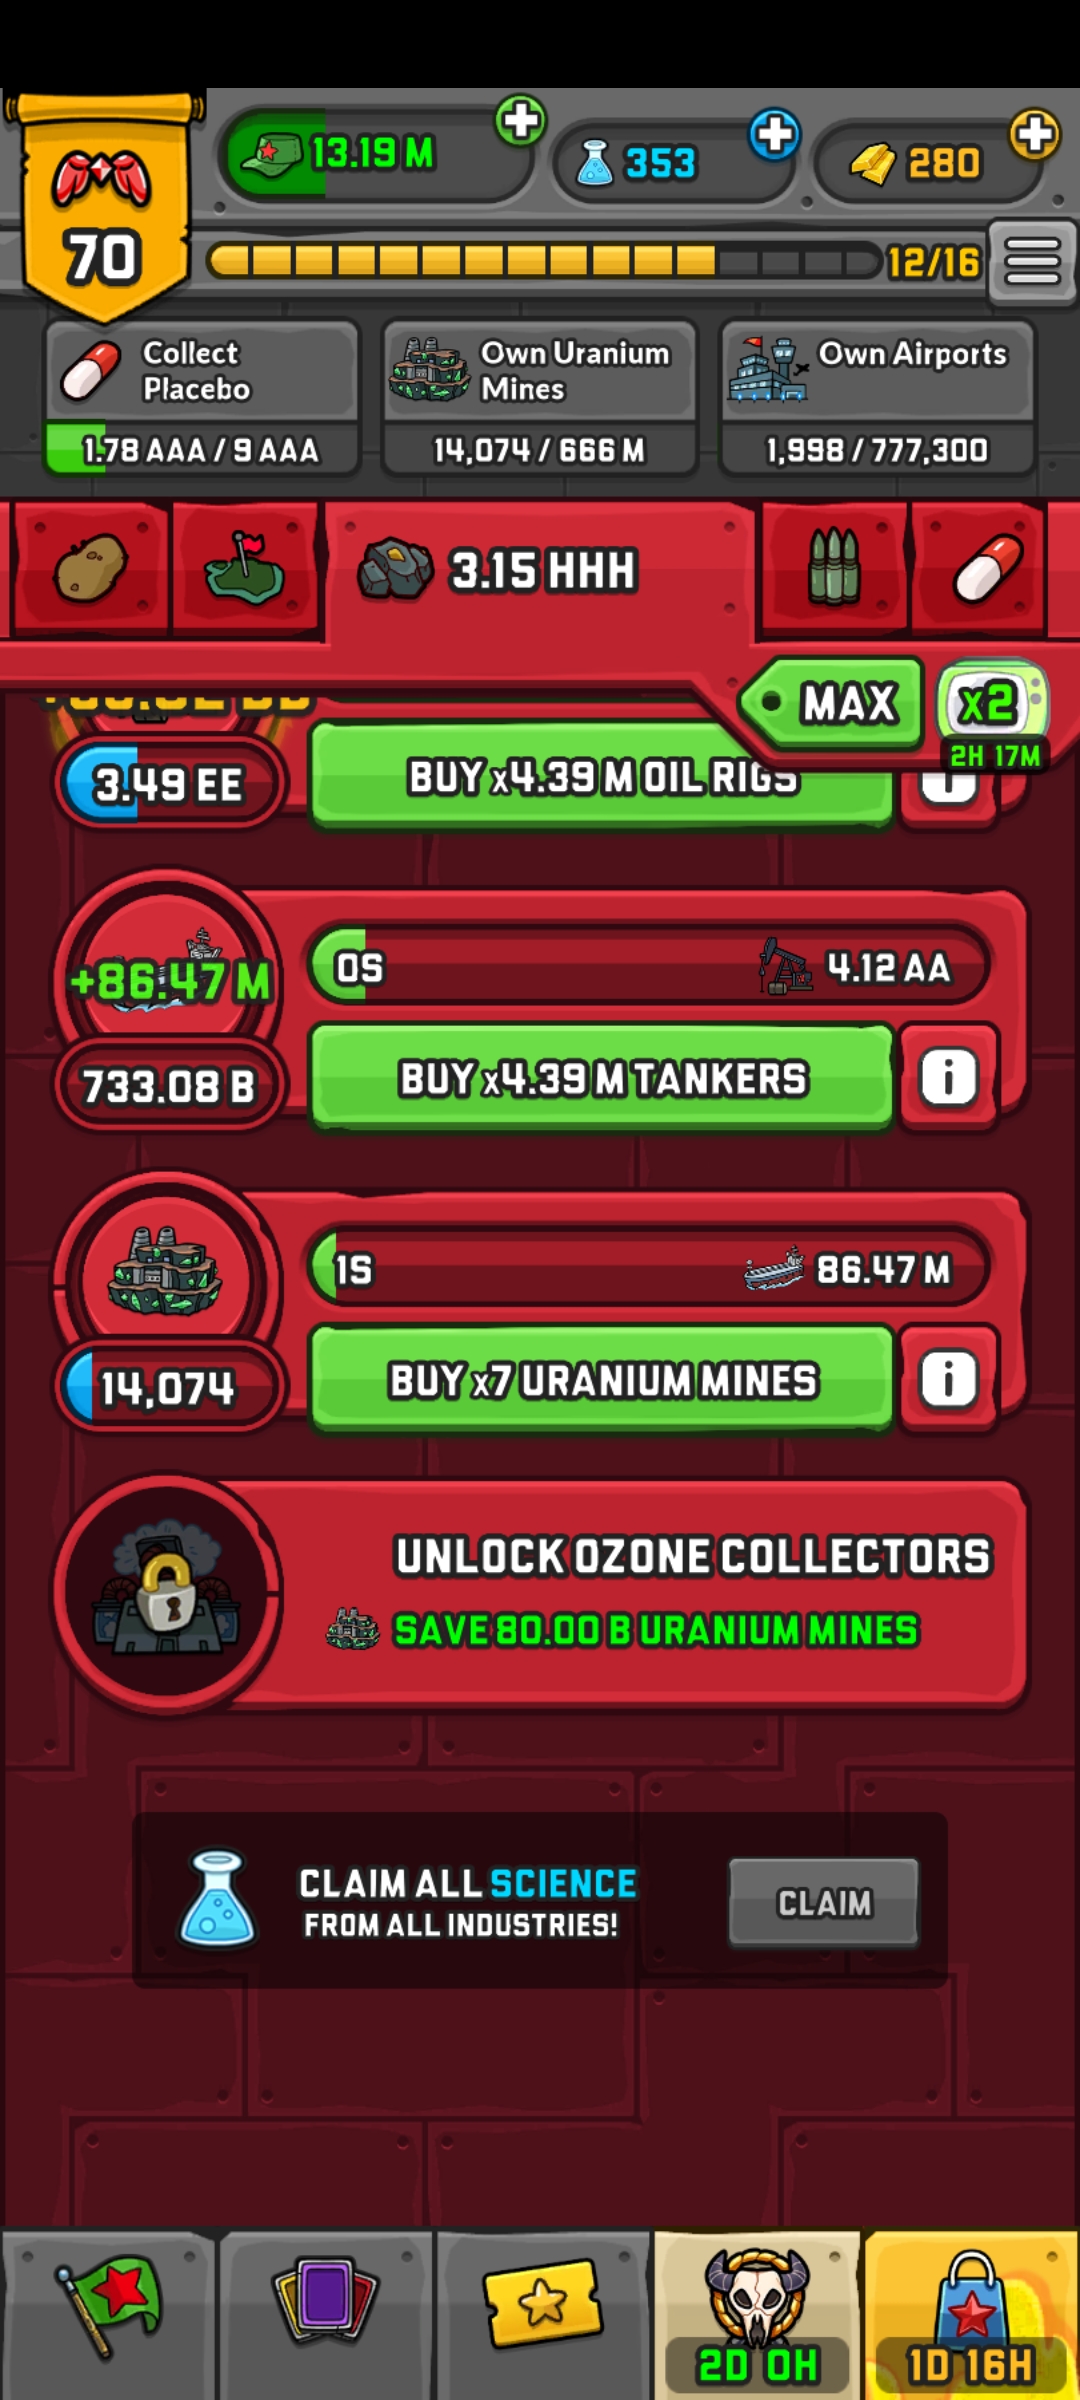 13.19 M
353
280
70
12/16
Collect
Placebo
Own Uranium
Mines
Own Airports
1.78 AAA / 9 AAA
14,074 / 666 M
1,998 / 777,300
3.15 HHH
MAX
x2
2H 17M
3.49 EE
BUY x4.39 M OIL RIGS
+86.47 M
0S
4.12 AA
733.08 B
BUY x4.39 M TANKERS
i
1S
86.47 M
14,074
BUY x7 URANIUM MINES
i
UNLOCK OZONE COLLECTORS
SAVE 80.00 B URANIUM MINES
CLAIM ALL SCIENCE
FROM ALL INDUSTRIES!
CLAIM
2D 0H
1D 16H